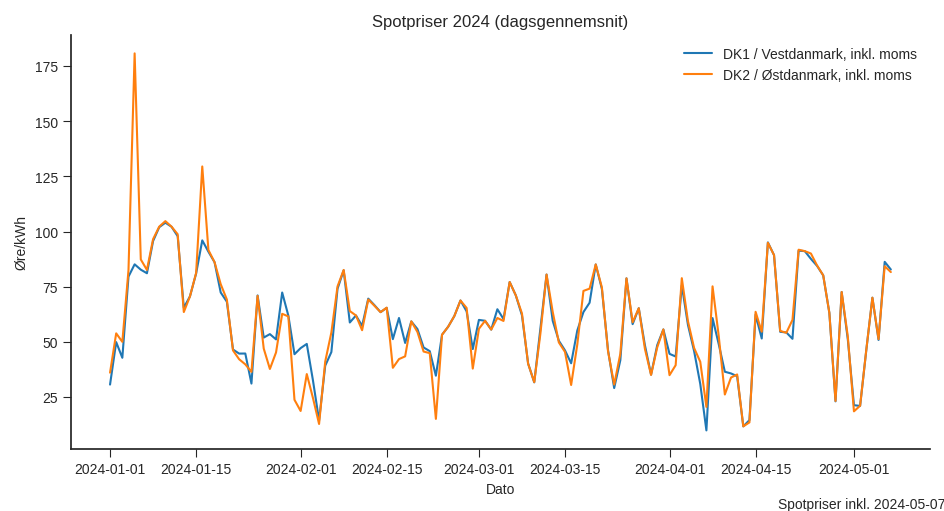 Spotpriser 2024 (dagsgennemsnit)
DK1 / Vestdanmark, inkl. moms
DK2 / Østdanmark, inkl. moms
Øre/kWh
175
150
125
100
75
50
25
2024-01-01 2024-01-15 2024-02-01 2024-02-15 2024-03-01 2024-03-15 2024-04-01 2024-04-15 2024-05-01
Dato
Spotpriser inkl. 2024-05-07